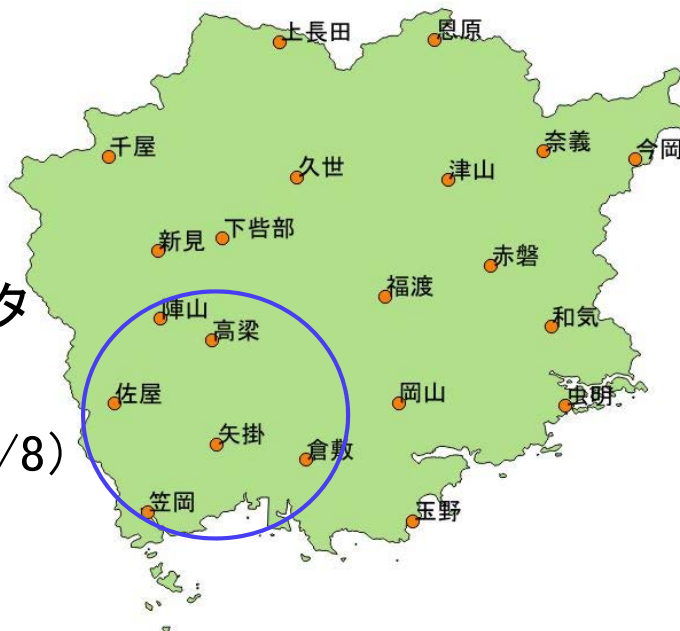 上長田
恩原
千屋
久世
津山
奈義
今岡
新見
下呰部
赤磐
福渡
タ
陣山
高梁
和気
佐屋
岡山
虫明
矢掛
倉敷
/8)
笠岡
玉野